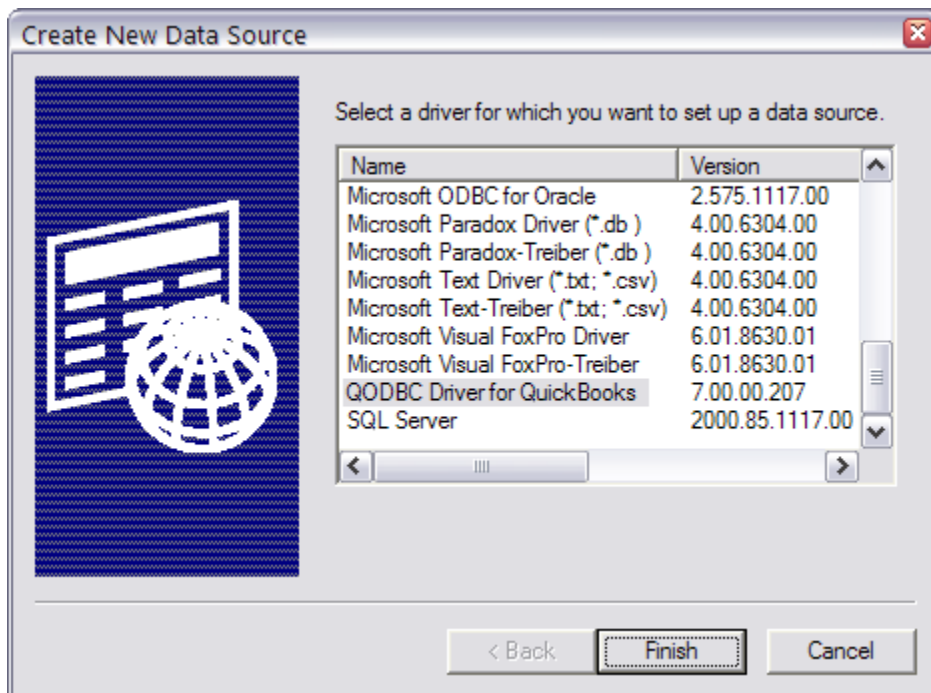 Create New Data Source
Select a driver for which you want to set up a data source.
Name Version
Microsoft ODBC for Oracle 2.575.1117.00
Microsoft Paradox Driver (*.db ) 4.00.6304.00
Microsoft Paradox-Treiber (*.db ) 4.00.6304.00
Microsoft Text Driver (*.txt; *.csv) 4.00.6304.00
Microsoft Text-Treiber (*.txt; *.csv) 4.00.6304.00
Microsoft Visual FoxPro Driver 6.01.8630.01
Microsoft Visual FoxPro-Treiber 6.01.8630.01
QODBC Driver for QuickBooks 7.00.00.207
SQL Server 2000.85.1117.00
< Back Finish Cancel